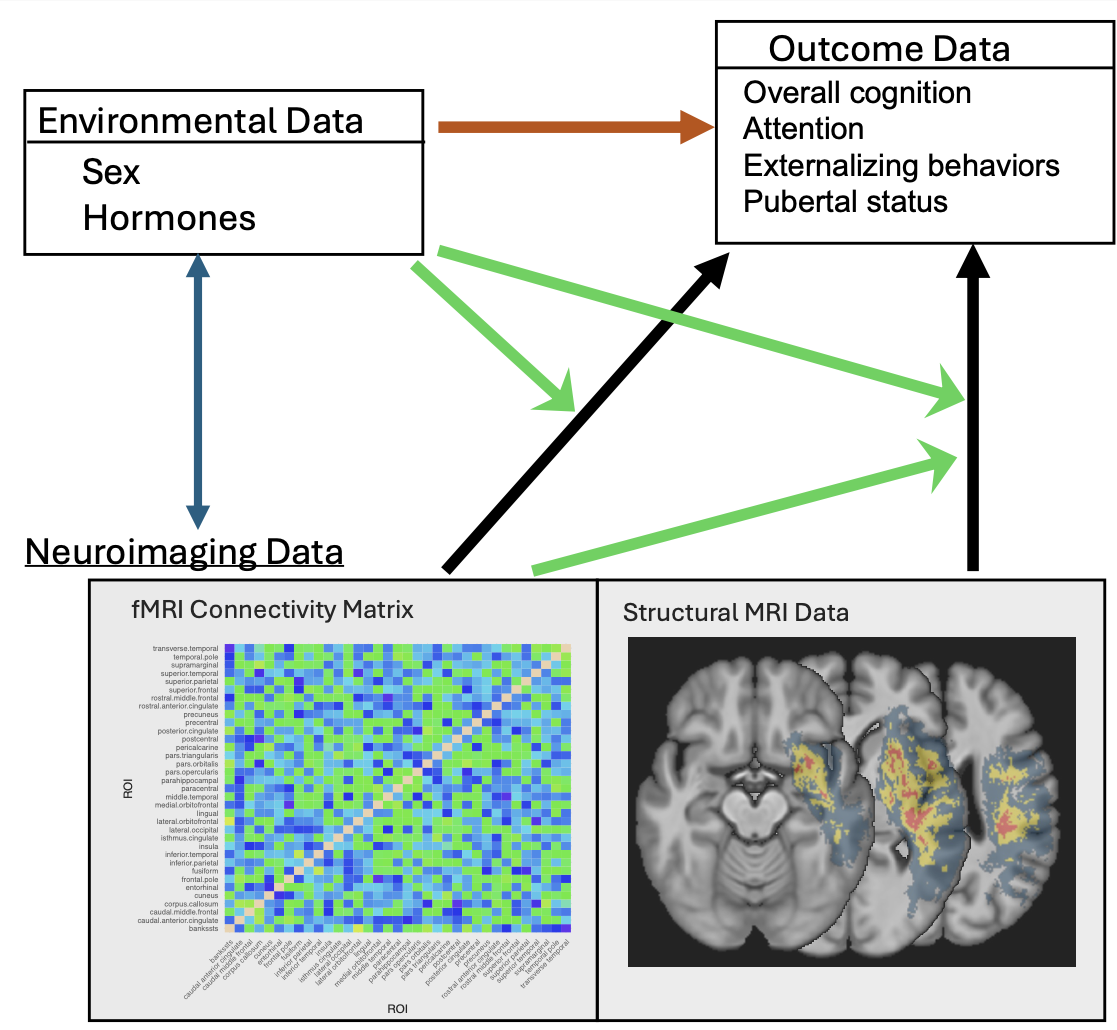 Outcome Data
Overall cognition
Attention
Externalizing behaviors
Pubertal status
Environmental Data
Sex
Hormones
Neuroimaging Data
fMRI Connectivity Matrix
transverse.temporal
temporal.pole
supramarginal
superior.temporal
superior.parietal
superior.frontal
rostral.middle.frontal
rostral.anterior.cingulate
precuneus
precentral
posterior.cingulate
postcentral
pericalcarine
pars.triangularis
pars.orbitalis
pars.opercularis
parahippocampal
paracentral
middle.temporal
medial.orbitofrontal
lingual
lateral.orbitofrontal
lateral.occipital
isthmus.cingulate
insula
inferior.temporal
inferior.parietal
fusiform
frontal.pole
entorhinal
cuneus
corpus.callosum
caudal.middle.frontal
caudal.anterior.cingulate
bankssts
ROI
bankssts
caudal anterior cingulate
caudal middle frontal
corpus callosum
cuneus
entorhinal
frontal pole
fusiform
inferior parietal
inferior temporal
insula
isthmus cingulate
lateral occipital
lateral orbitofrontal
lingual
medial orbitofrontal
middle temporal
paracentral
parahippocampal
pars opercularis
pars orbitalis
pars triangularis
pericalcarine
postcentral
posterior cingulate
precentral
precuneus
rostral anterior cingulate
rostral middle frontal
superior frontal
superior parietal
superior temporal
supramarginal
temporal pole
transverse temporal
ROI
Structural MRI Data